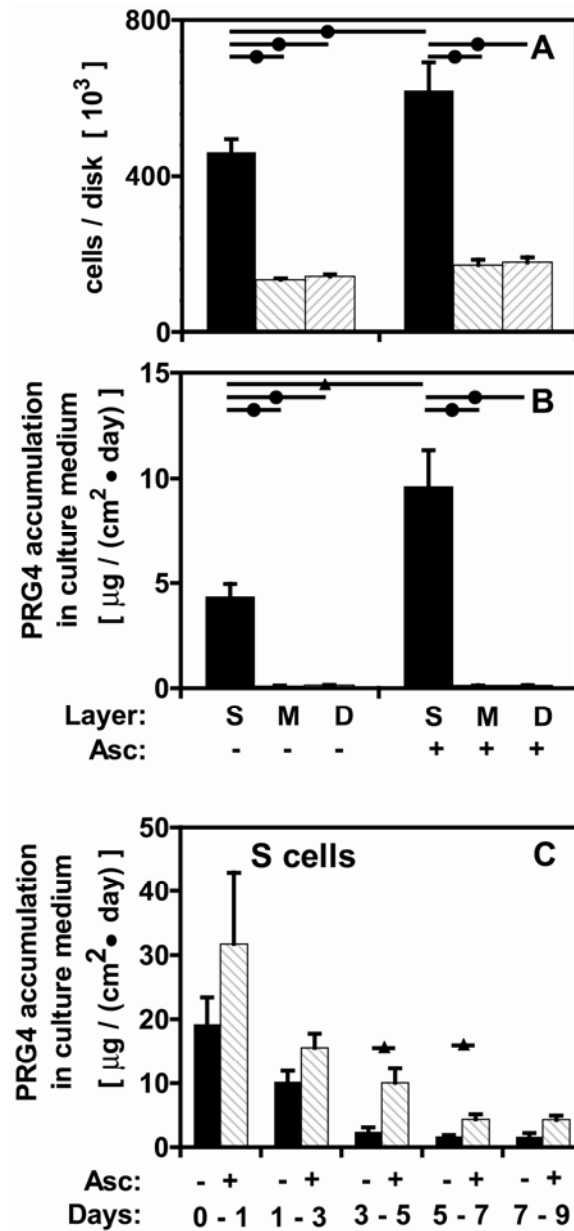 800
400
0
cells / disk [ 10³ ]
A
15
10
5
0
PRG4 accumulation
in culture medium
[ µg / (cm² • day) ]
B
Layer: S M D S M D
Asc: - - - + + +
50
40
30
20
10
0
PRG4 accumulation
in culture medium
[ µg / (cm² • day) ]
S cells C
Asc: - + - + - + - + - +
Days: 0 - 1 1 - 3 3 - 5 5 - 7 7 - 9